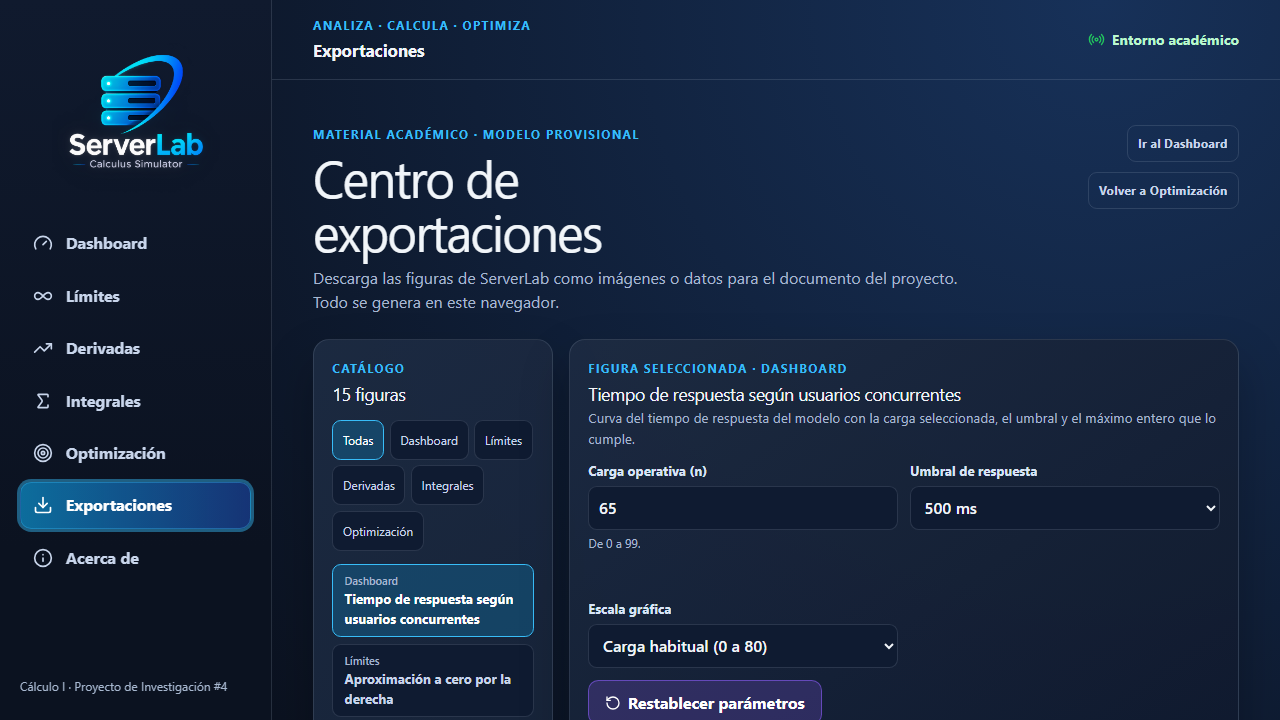 ServerLab
Calculus Simulator
Dashboard
Límites
Derivadas
Integrales
Optimización
Exportaciones
Acerca de
Cálculo I · Proyecto de Investigación #4
ANALIZA · CALCULA · OPTIMIZA
Exportaciones
Entorno académico
MATERIAL ACADÉMICO · MODELO PROVISIONAL
Centro de
exportaciones
Descarga las figuras de ServerLab como imágenes o datos para el documento del proyecto.
Todo se genera en este navegador.
Ir al Dashboard
Volver a Optimización
CATÁLOGO
15 figuras
Todas
Dashboard
Límites
Derivadas
Integrales
Optimización
Dashboard
Tiempo de respuesta según
usuarios concurrentes
Límites
Aproximación a cero por la
derecha
FIGURA SELECCIONADA · DASHBOARD
Tiempo de respuesta según usuarios concurrentes
Curva del tiempo de respuesta del modelo con la carga seleccionada, el umbral y el máximo entero que lo
cumple.
Carga operativa (n)
65
De 0 a 99.
Umbral de respuesta
500 ms
Escala gráfica
Carga habitual (0 a 80)
Restablecer parámetros